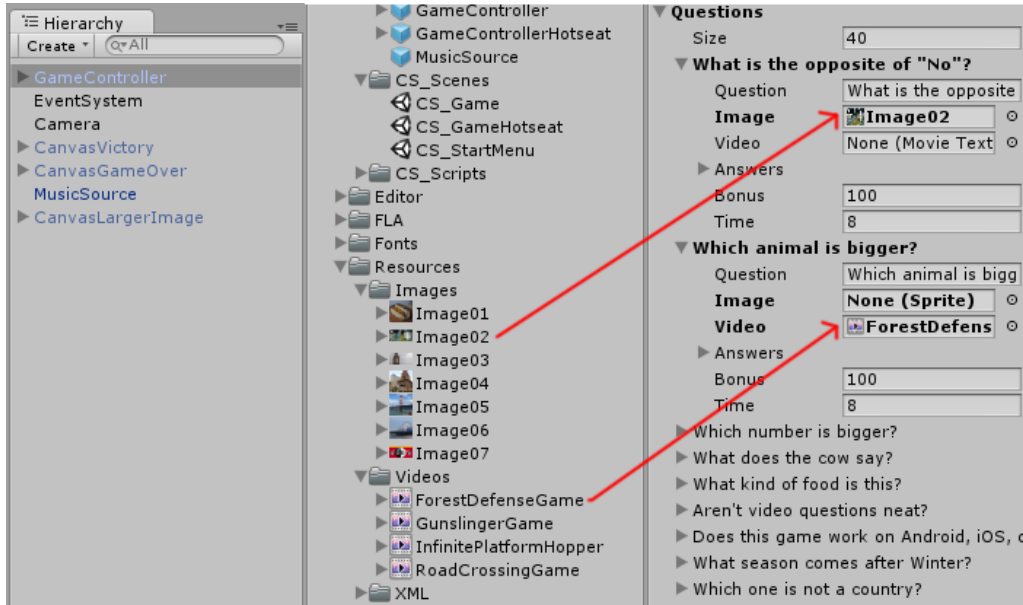 Hierarchy
Create
All
GameController
EventSystem
Camera
CanvasVictory
CanvasGameOver
MusicSource
CanvasLargerImage
GameController
GameControllerHotseat
MusicSource
CS_Scenes
CS_Game
CS_GameHotseat
CS_StartMenu
CS_Scripts
Editor
FLA
Fonts
Resources
Images
Image01
Image02
Image03
Image04
Image05
Image06
Image07
Videos
ForestDefenseGame
GunslingerGame
InfinitePlatformHopper
RoadCrossingGame
XML
Questions
Size 40
What is the opposite of "No"?
Question What is the opposite
Image Image02
Video None (Movie Text
Answers
Bonus 100
Time 8
Which animal is bigger?
Question Which animal is bigg
Image None (Sprite)
Video ForestDefens
Answers
Bonus 100
Time 8
Which number is bigger?
What does the cow say?
What kind of food is this?
Aren't video questions neat?
Does this game work on Android, iOS,
What season comes after Winter?
Which one is not a country?